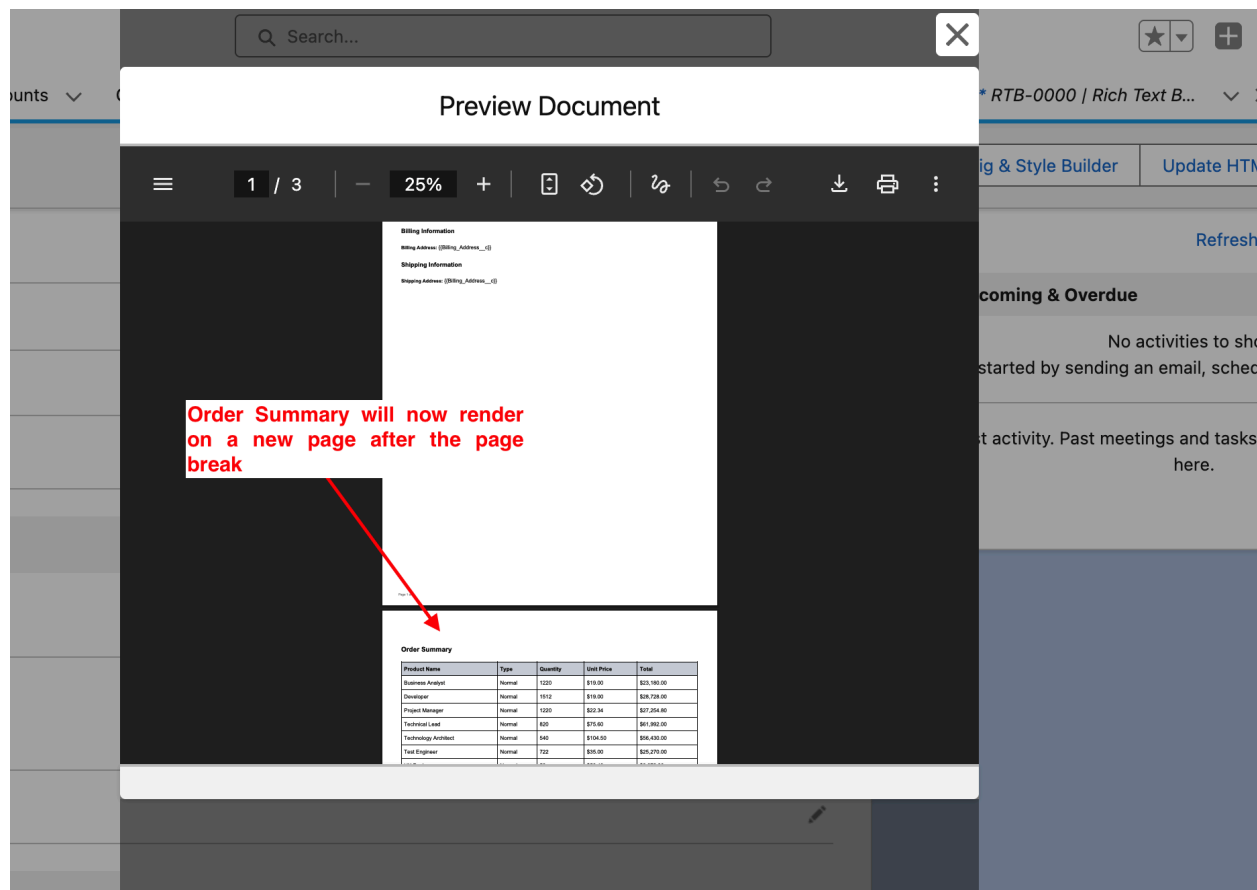 Search...
ounts
* RTB-0000 | Rich Text B...
Preview Document
ig & Style Builder
Update HTM
1 / 3
25%
Refresh
Billing Information
Billing Address: {{Billing_Address__c}}
Shipping Information
Shipping Address: {{Billing_Address__c}}
coming & Overdue
No activities to sho
started by sending an email, sched
Order Summary will now render
on a new page after the page
break
t activity. Past meetings and tasks
here.
Order Summary
Product Name Type Quantity Unit Price Total
Business Analyst Normal 1220 $19.00 $23,180.00
Developer Normal 1512 $19.00 $28,728.00
Project Manager Normal 1220 $22.34 $27,254.80
Technical Lead Normal 820 $75.60 $61,992.00
Technology Architect Normal 540 $104.50 $56,430.00
Test Engineer Normal 722 $35.00 $25,270.00